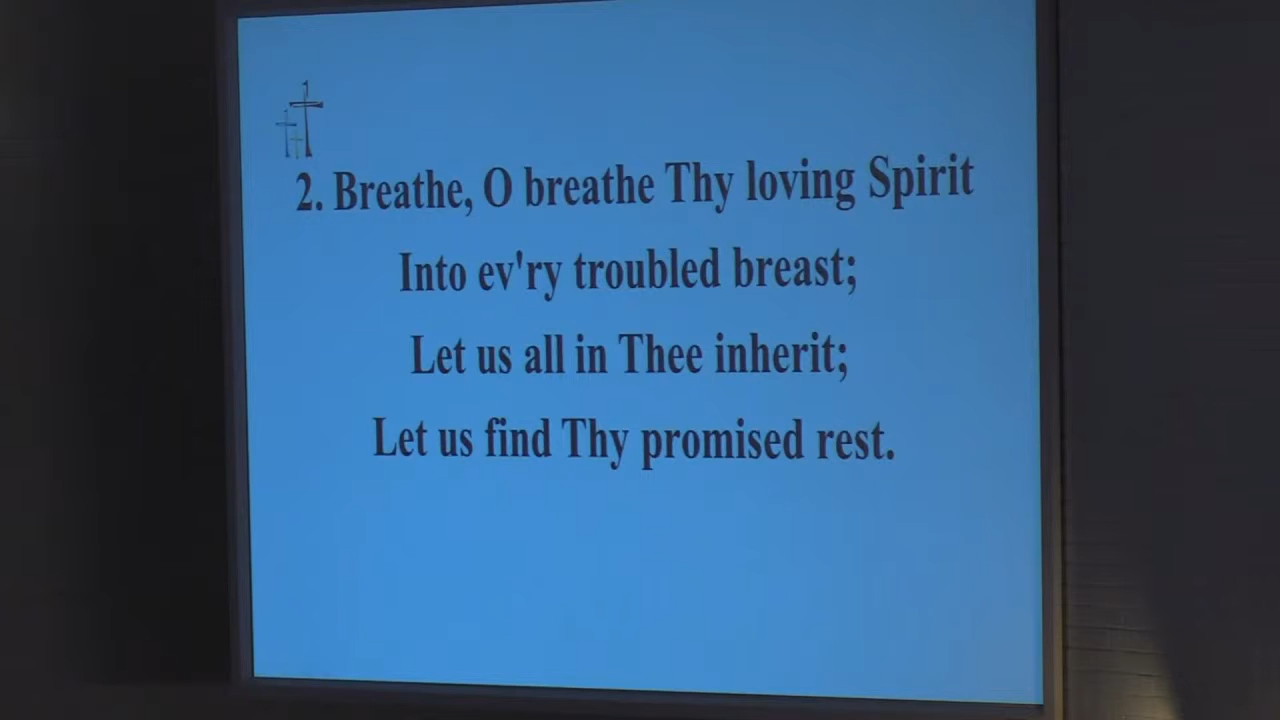 2. Breathe, O breathe Thy loving Spirit
Into ev'ry troubled breast;
Let us all in Thee inherit;
Let us find Thy promised rest.